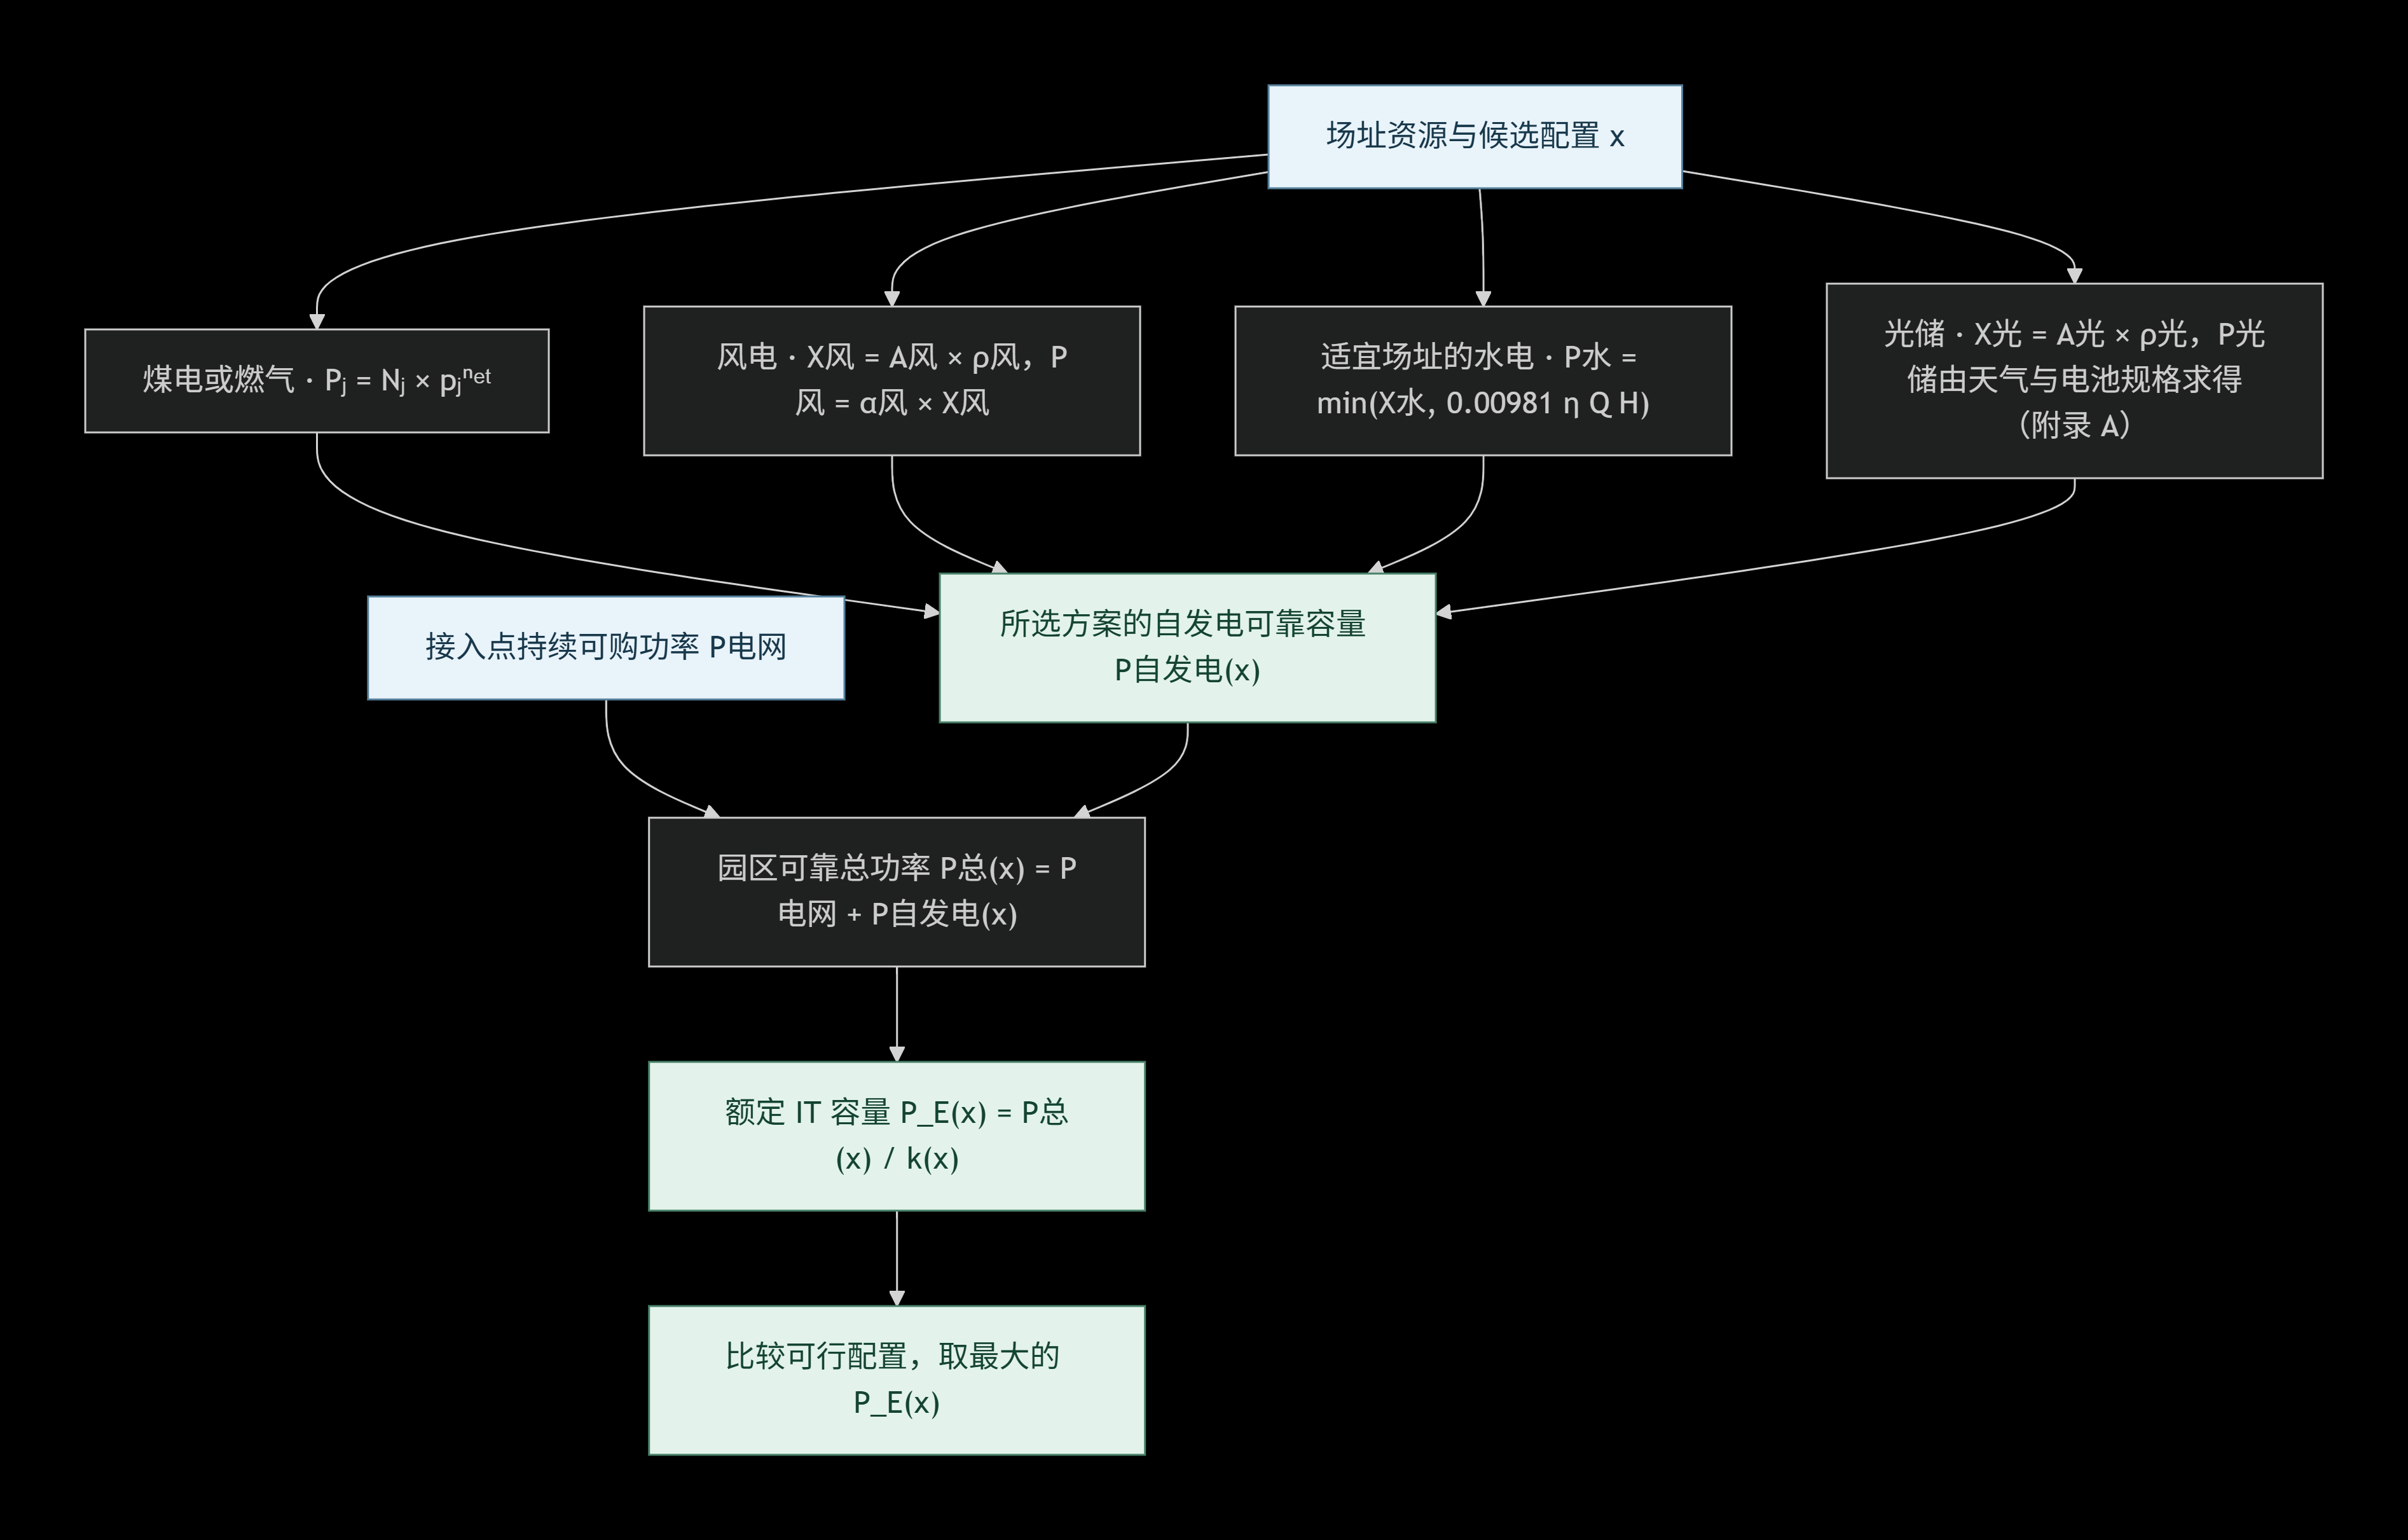 场址资源与候选配置 x
煤电或燃气 · Pⱼ = Nⱼ × pⱼⁿᵉᵗ
风电 · X风 = A风 × ρ风，P
风 = α风 × X风
适宜场址的水电 · P水 =
min(X水, 0.00981 η Q H)
光储 · X光 = A光 × ρ光，P光
储由天气与电池规格求得
（附录 A）
接入点持续可购功率 P电网
所选方案的自发电可靠容量
P自发电(x)
园区可靠总功率 P总(x) = P
电网 + P自发电(x)
额定 IT 容量 P_E(x) = P总
(x) / k(x)
比较可行配置，取最大的
P_E(x)